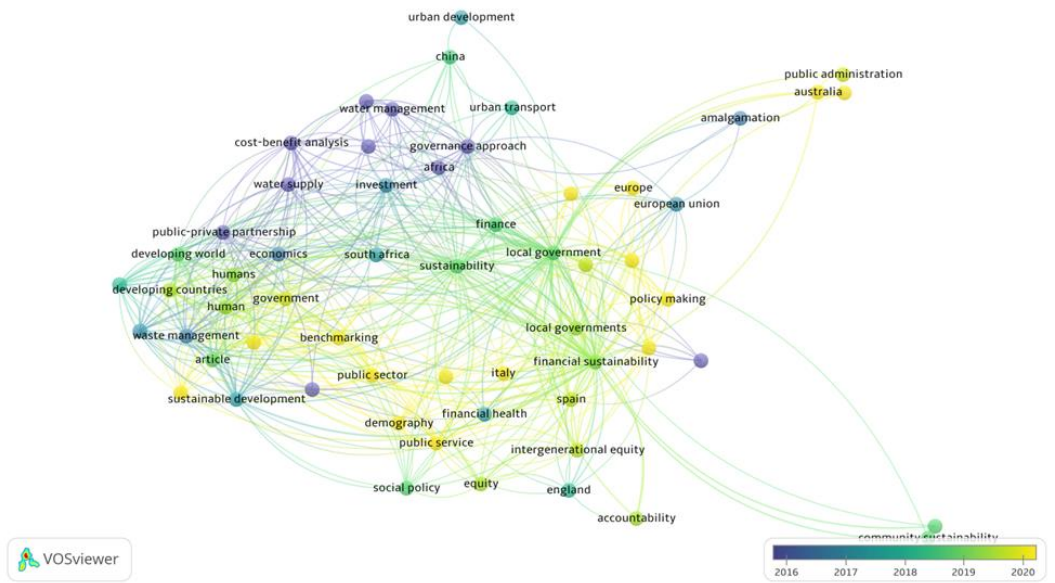 urban development
china
public administration
australia
water management
urban transport
amalgamation
cost-benefit analysis
governance approach
africa
water supply
investment
europe
european union
finance
public-private partnership
developing world
economics
south africa
local government
sustainability
humans
developing countries
government
human
policy making
local governments
waste management
benchmarking
article
financial sustainability
public sector
italy
sustainable development
spain
financial health
demography
public service
intergenerational equity
social policy
equity
england
accountability
community sustainability
VOSviewer
2016 2017 2018 2019 2020